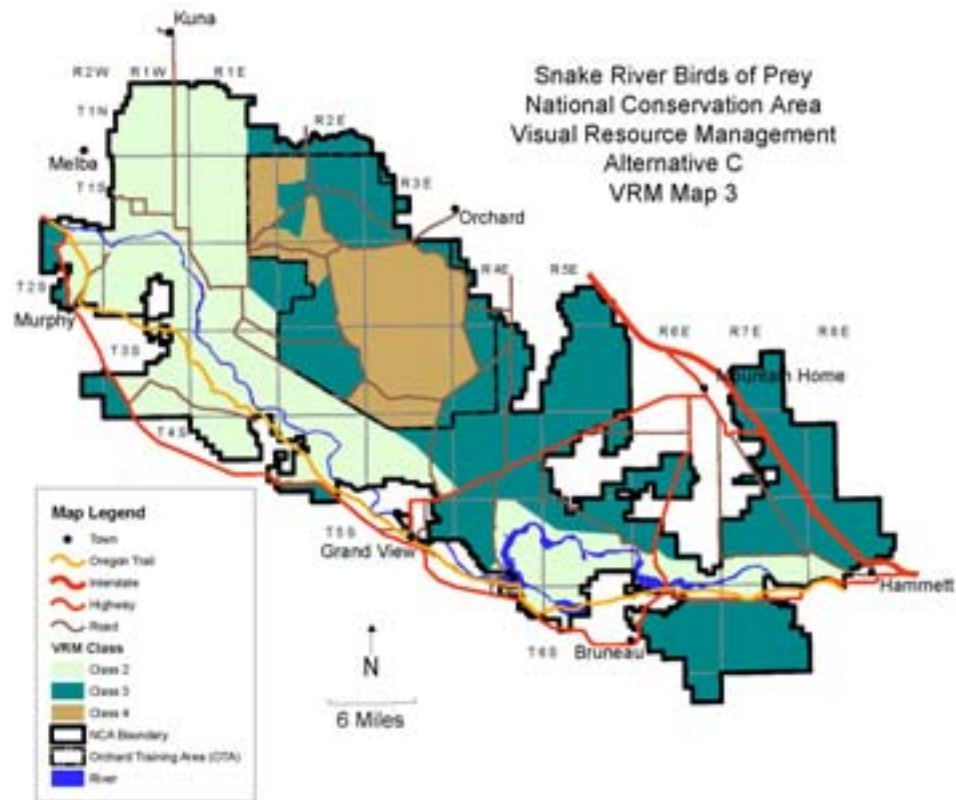 Kuna
Snake River Birds of Prey
National Conservation Area
Visual Resource Management
Alternative C
VRM Map 3
R2W R1W R1E
T1N
R2E
Melba
T1S
R3E
Orchard
R4E
R5E
T2S
Murphy
R6E R7E R8E
T3S
Mountain Home
T4S
Map Legend
Town
Oregon Trail
Interstate
Highway
Road
VRM Class
Class 2
Class 3
Class 4
NCA Boundary
Orchard Training Area (OTA)
River
T5S
Grand View
Hammett
T6S
Bruneau
N
6 Miles